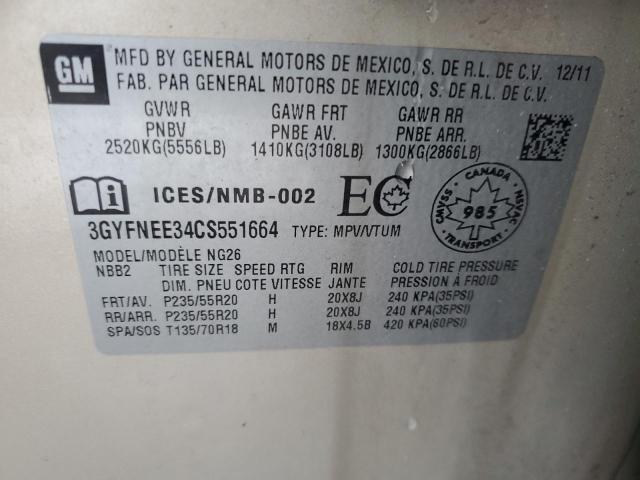 GM
MFD BY GENERAL MOTORS DE MEXICO, S. DE R.L. DE C.V. 12/11
FAB. PAR GENERAL MOTORS DE MEXICO, S. DE R.L. DE C.V.
GVWR GAWR FRT GAWR RR
PNBV PNBE AV. PNBE ARR.
2520KG(5556LB) 1410KG(3108LB) 1300KG(2866LB)
i ICES/NMB-002 EC
CANADA
CMVSS 985 NSVAC
TRANSPORT
3GYFNEE34CS551664 TYPE: MPV/VTUM
MODEL/MODÈLE NG26
NBB2 TIRE SIZE SPEED RTG RIM COLD TIRE PRESSURE
DIM. PNEU COTE VITESSE JANTE PRESSION À FROID
FRT/AV. P235/55R20 H 20X8J 240 KPA(35PSI)
RR/ARR. P235/55R20 H 20X8J 240 KPA(35PSI)
SPA/SOS T135/70R18 M 18X4.5B 420 KPA(60PSI)